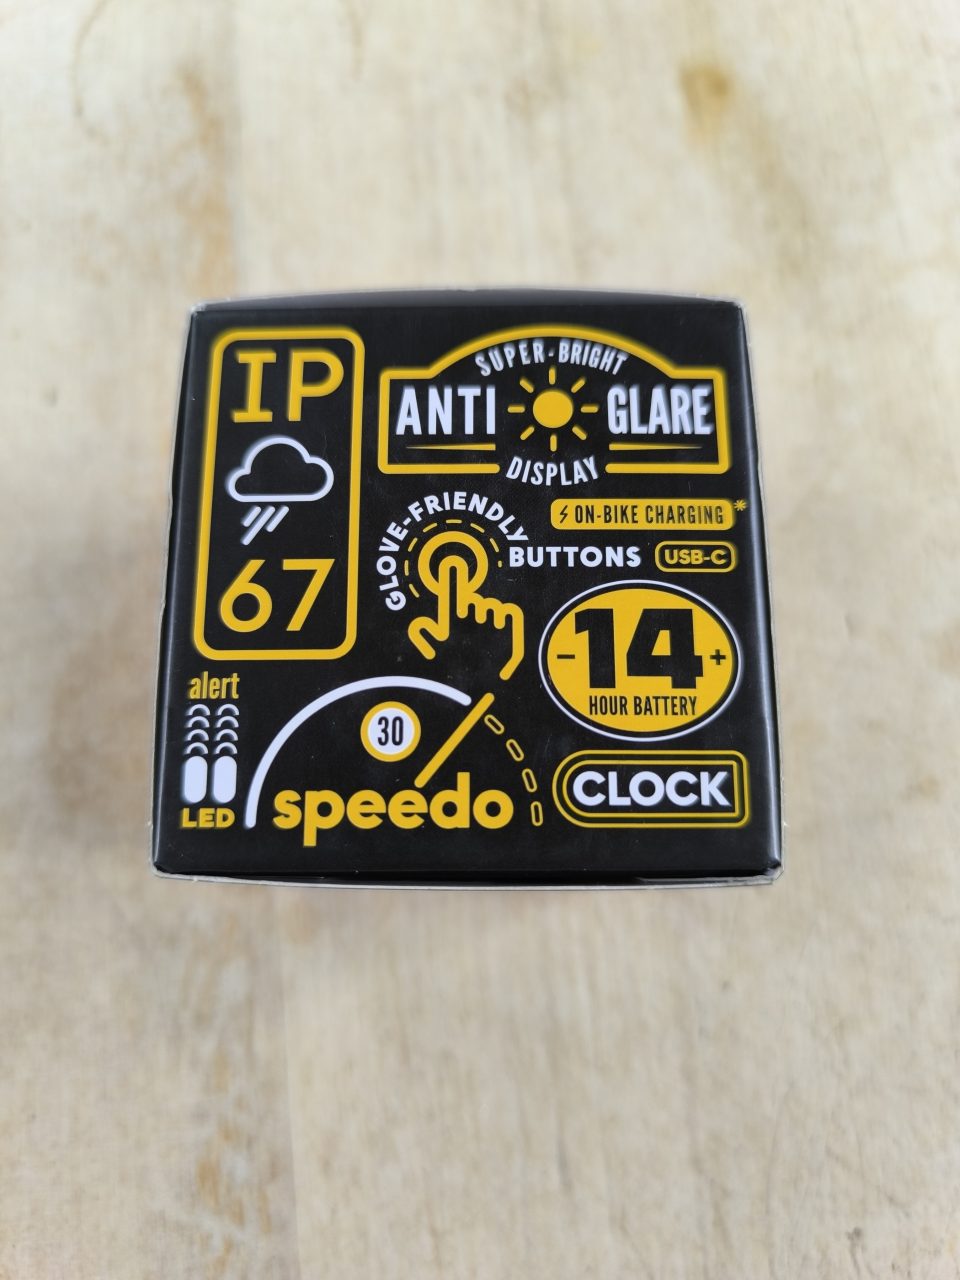 IP
67
SUPER-BRIGHT
ANTI GLARE
DISPLAY
ON-BIKE CHARGING*
GLOVE-FRIENDLY
BUTTONS
USB-C
- 14 +
HOUR BATTERY
alert
LED
30
speedo
CLOCK